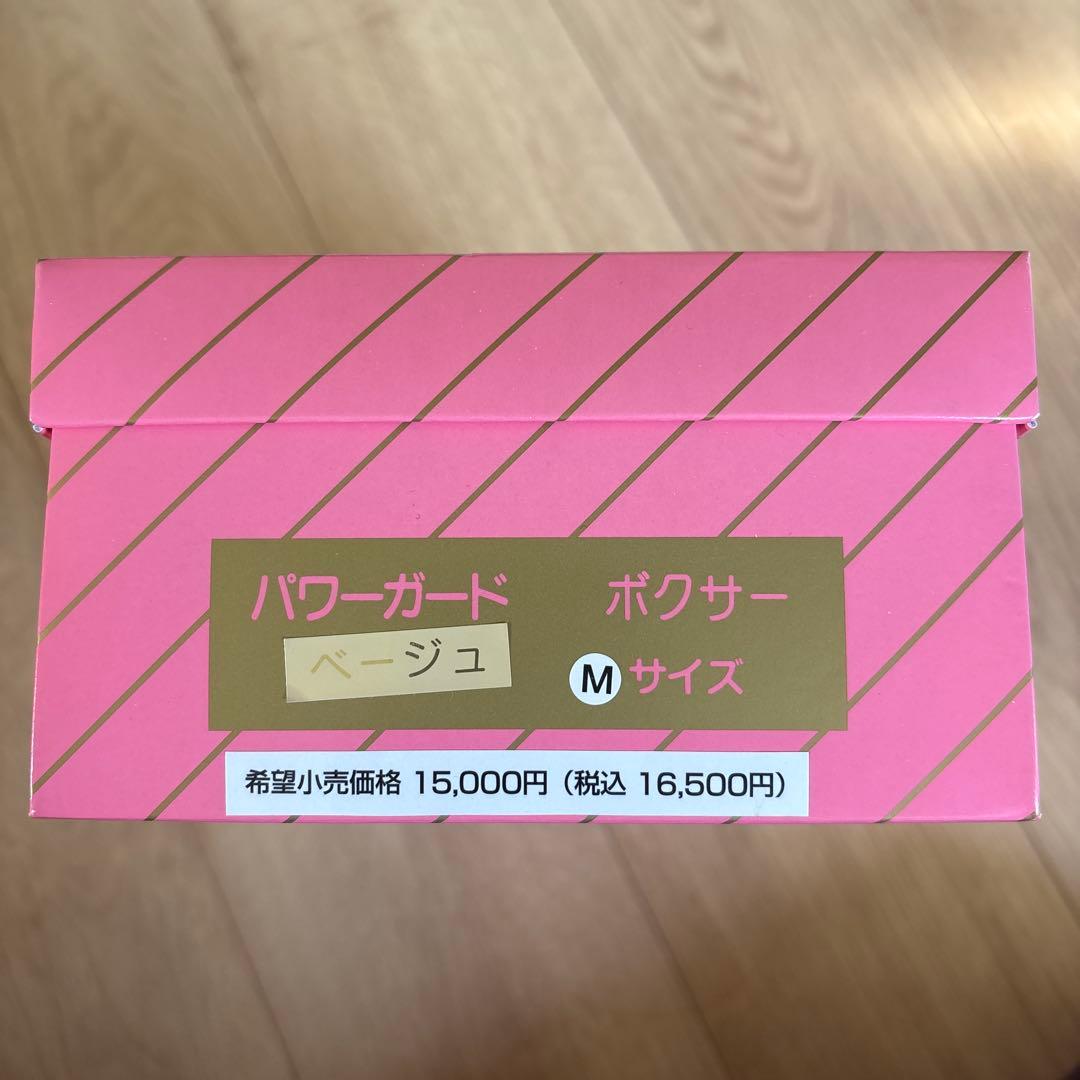 パワーガード ボクサー
ベージュ Mサイズ
希望小売価格 15,000円（税込 16,500円）